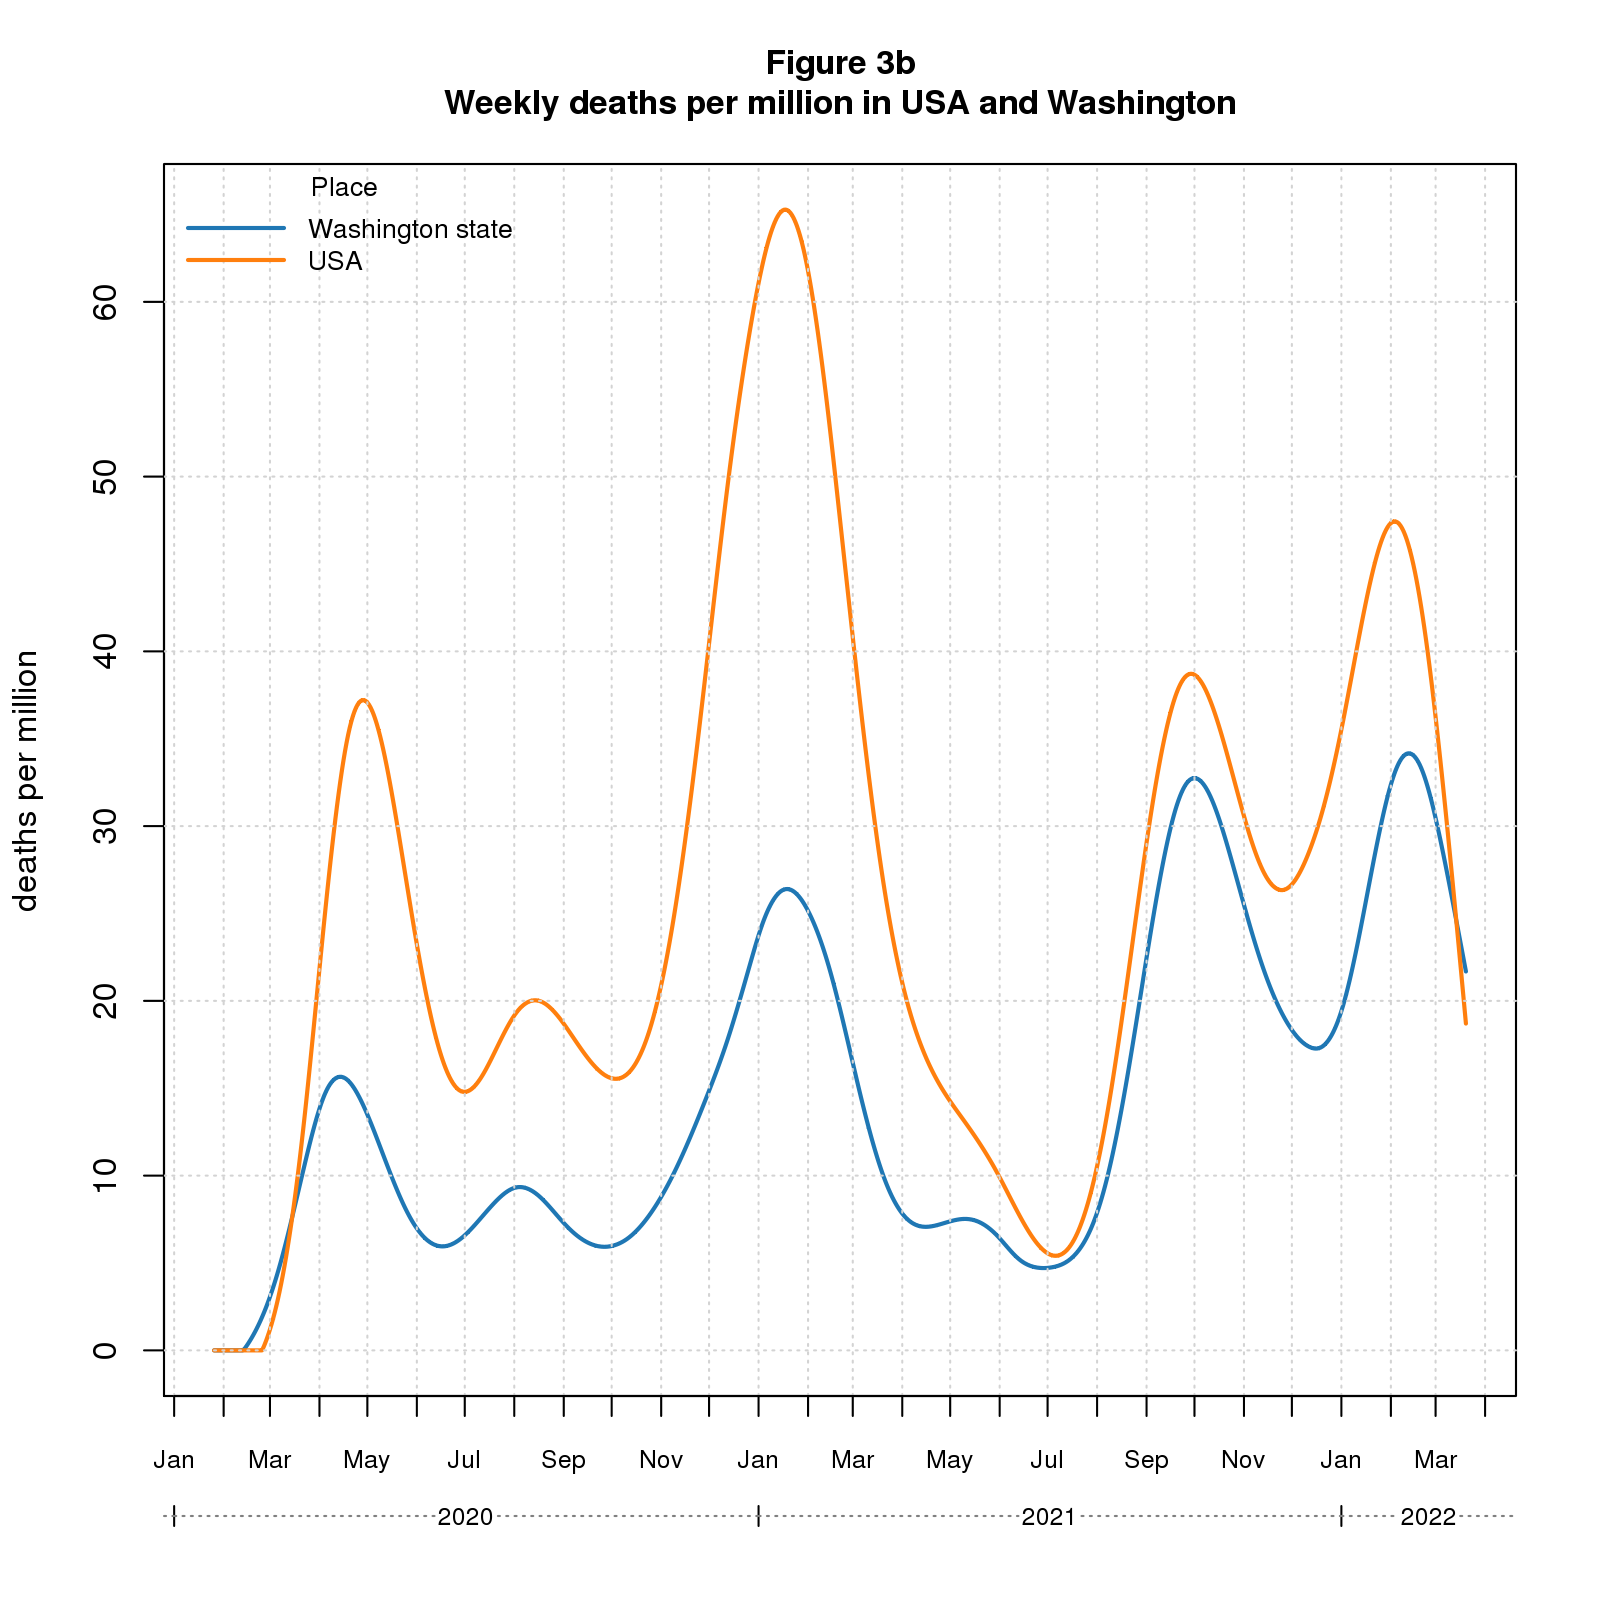 Figure 3b
Weekly deaths per million in USA and Washington
Place
Washington state
USA
deaths per million
60
50
40
30
20
10
0
Jan Mar May Jul Sep Nov Jan Mar May Jul Sep Nov Jan Mar
2020 2021 2022